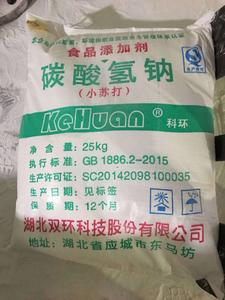 食品添加剂
碳酸氢钠
(小苏打)
KeHuan®
科环
净含量：25kg
执行标准：GB 1886.2-2015
生产许可证：SC20142098100035
生产日期：见标签
保质期：12个月
湖北双环科技股份有限公司
地址：湖北省应城市东马坊